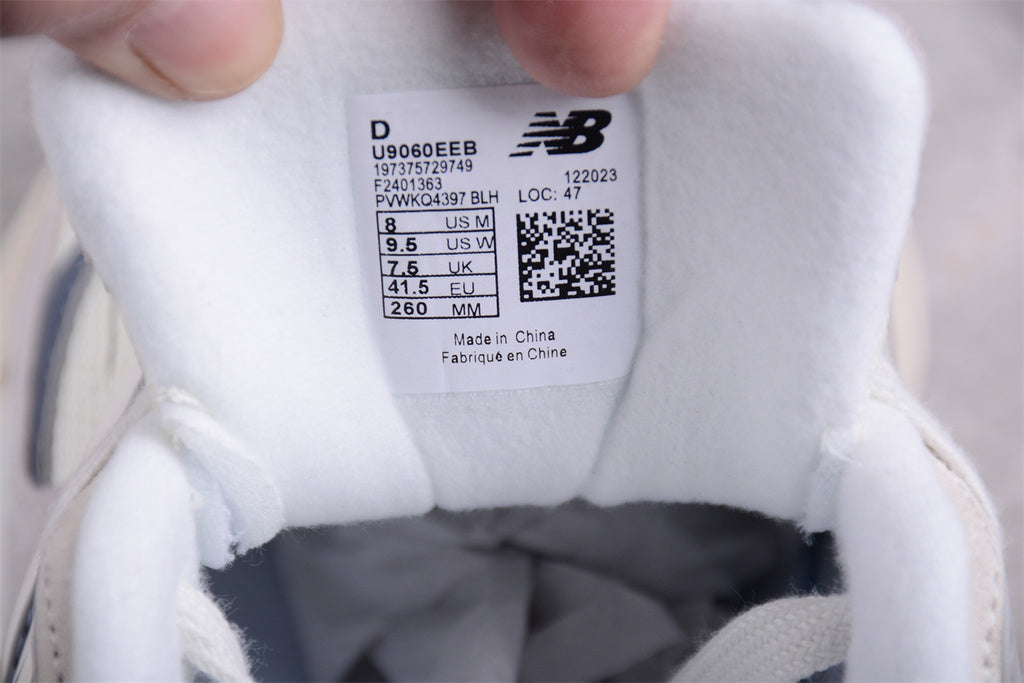 D
NB
U9060EEB
197375729749
F2401363
122023
PVWKQ4397 BLH
LOC: 47
8 US M
9.5 US W
7.5 UK
41.5 EU
260 MM
Made in China
Fabriqué en Chine